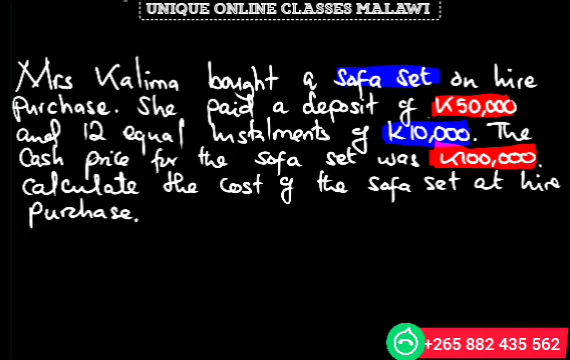 UNIQUE ONLINE CLASSES MALAWI
Mrs Kalima bought a sofa set on hire
purchase. She paid a deposit of K50,000
and 12 equal instalments of K10,000. The
Cash price for the sofa set was K100,000.
Calculate the cost of the sofa set at hire
purchase.
+265 882 435 562